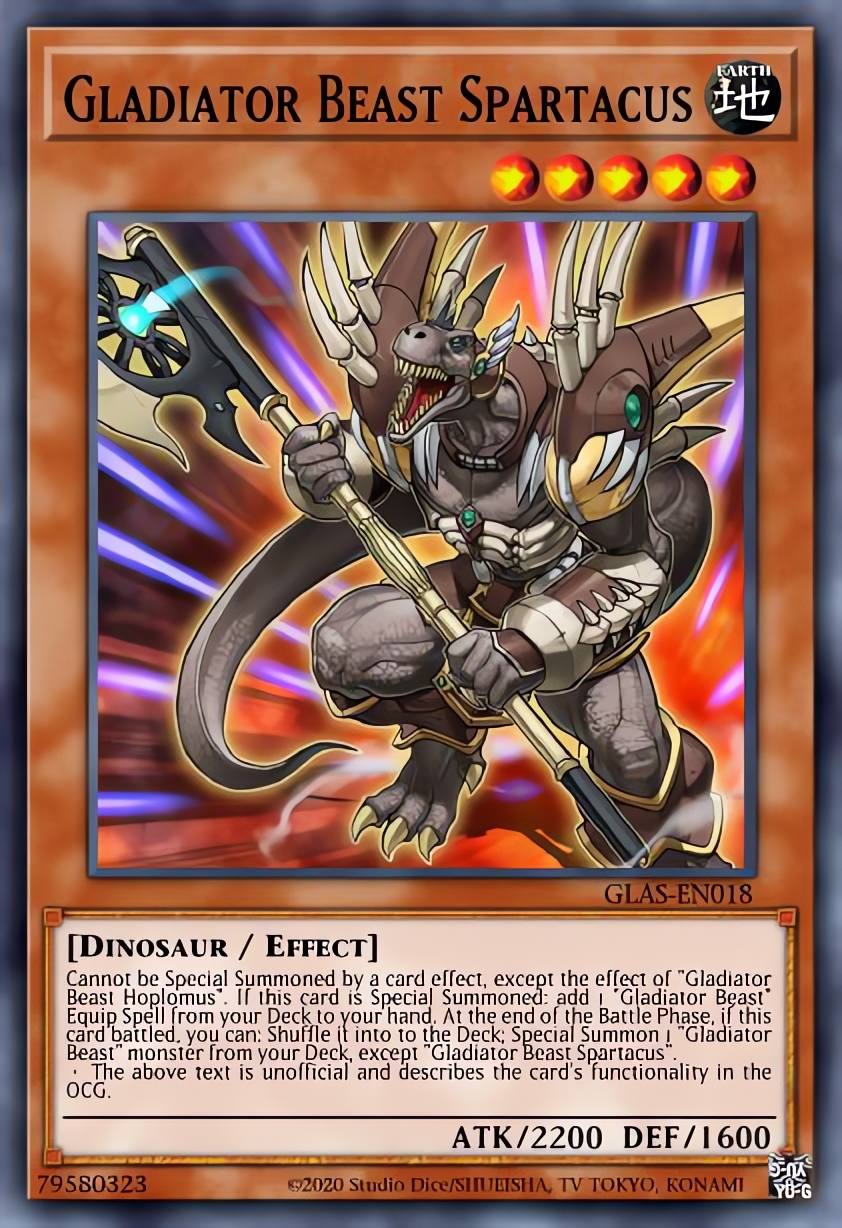 Gladiator Beast Spartacus
EARTH
地
GLAS-EN018
[Dinosaur / Effect]
Cannot be Special Summoned by a card effect, except the effect of "Gladiator
Beast Hoplomus". If this card is Special Summoned: add 1 "Gladiator Beast"
Equip Spell from your Deck to your hand. At the end of the Battle Phase, if this
card battled, you can: Shuffle it into to the Deck; Special Summon 1 "Gladiator
Beast" monster from your Deck, except "Gladiator Beast Spartacus".
· The above text is unofficial and describes the card's functionality in the
OCG.
ATK/2200 DEF/1600
79580323
©2020 Studio Dice/SHUEISHA, TV TOKYO, KONAMI